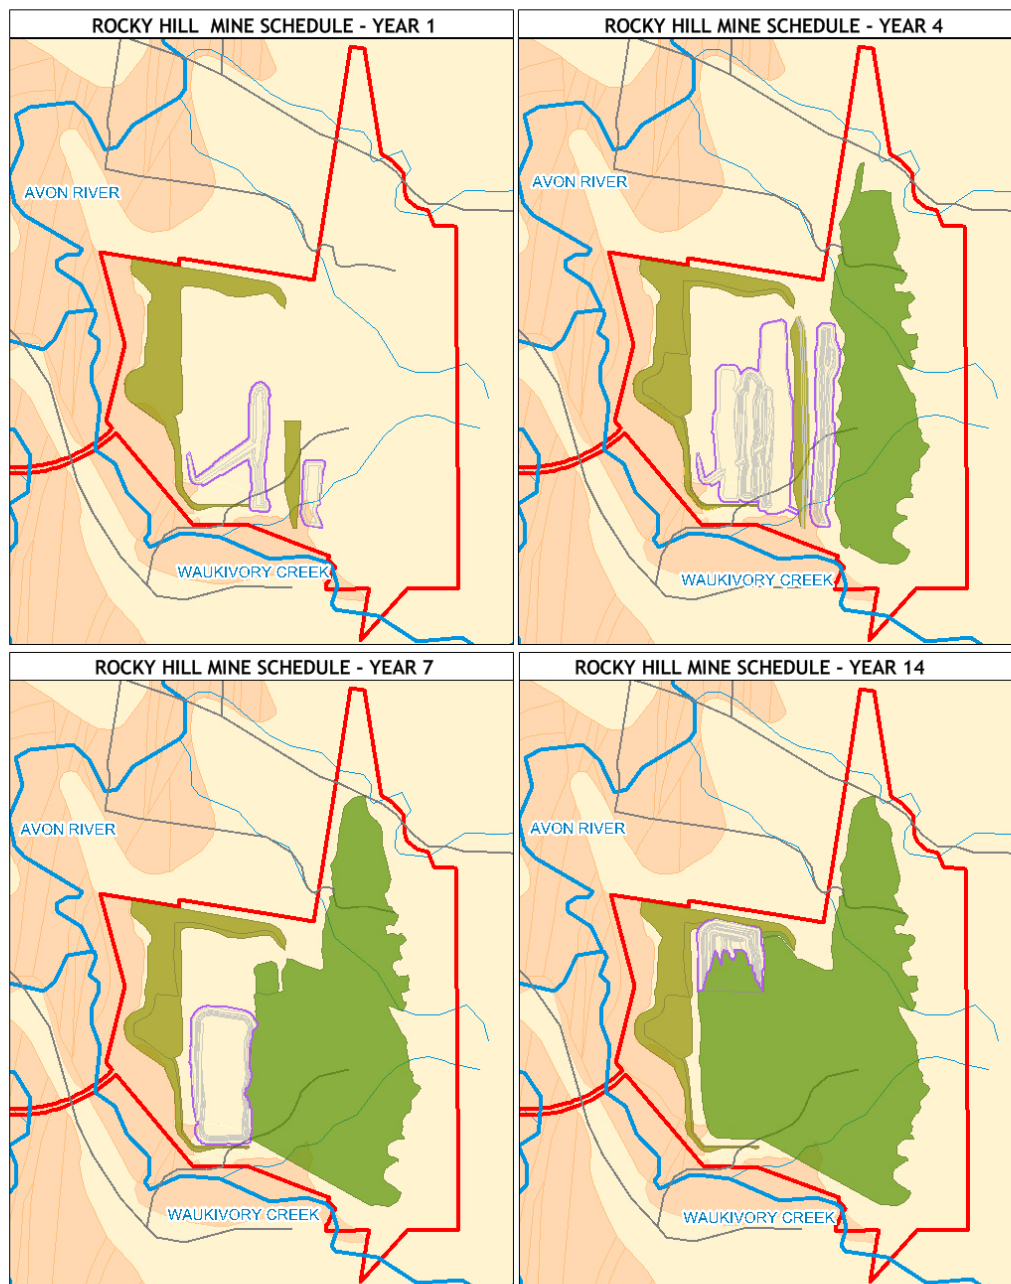 ROCKY HILL MINE SCHEDULE - YEAR 1
ROCKY HILL MINE SCHEDULE - YEAR 4
AVON RIVER
AVON RIVER
WAUKIVORY CREEK
WAUKIVORY CREEK
ROCKY HILL MINE SCHEDULE - YEAR 7
ROCKY HILL MINE SCHEDULE - YEAR 14
AVON RIVER
AVON RIVER
WAUKIVORY CREEK
WAUKIVORY CREEK